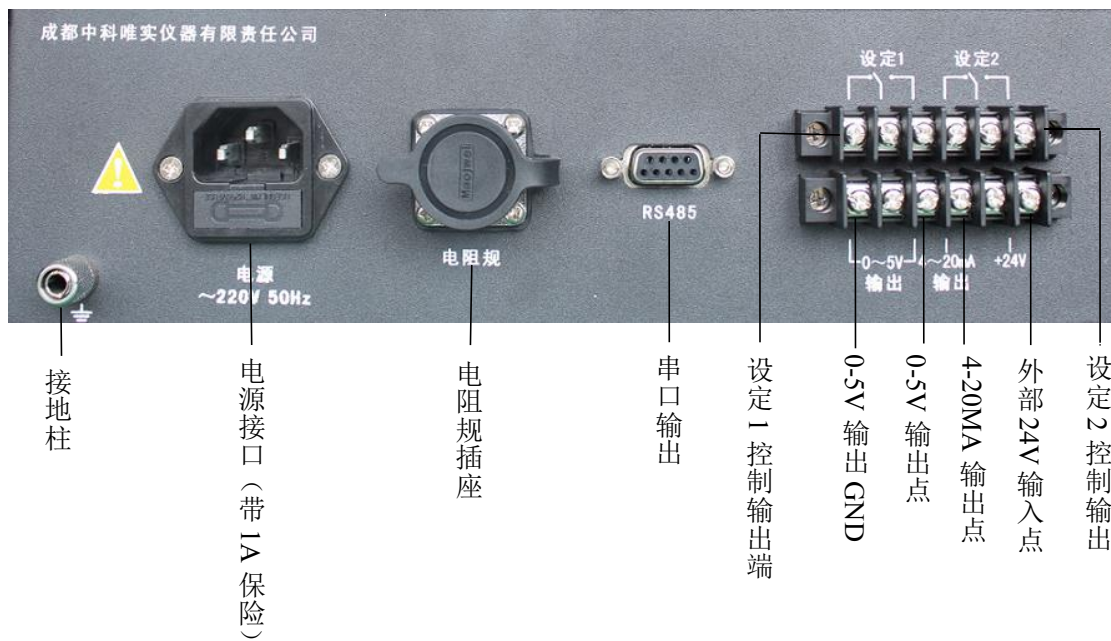 成都中科唯实仪器有限责任公司
设定1
设定2
RS485
电阻规
电源
～220V 50Hz
0～5V
输出
4～20mA
输出
+24V
接地柱
电源接口（带 1A 保险）
电阻规插座
串口输出
设定 1 控制输出端
0-5V 输出 GND
0-5V 输出点
4-20MA 输出点
外部 24V 输入点
设定 2 控制输出